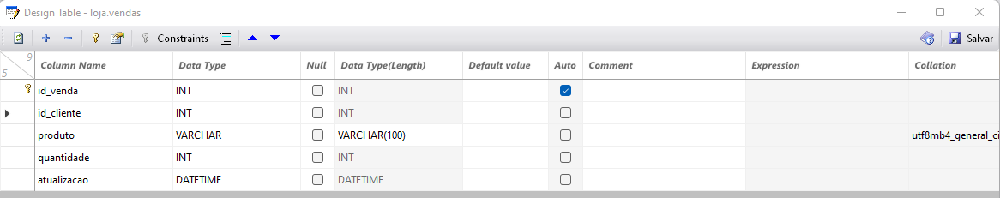 Design Table - loja.vendas
Constraints Salvar
9 5 Column Name Data Type Null Data Type(Length) Default value Auto Comment Expression Collation
id_venda INT INT
id_cliente INT INT
produto VARCHAR VARCHAR(100) utf8mb4_general_ci
quantidade INT INT
atualizacao DATETIME DATETIME